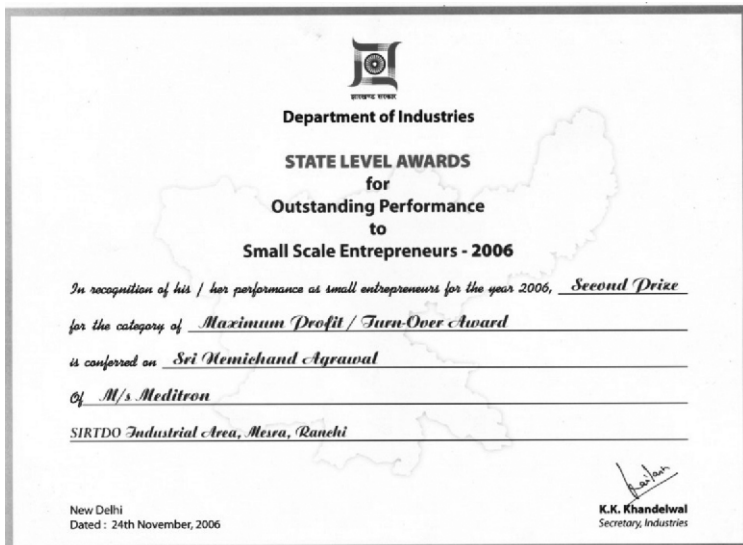 झारखण्ड सरकार
Department of Industries
STATE LEVEL AWARDS
for
Outstanding Performance
to
Small Scale Entrepreneurs - 2006
In recognition of his / her performance as small entrepreneurs for the year 2006, Second Prize
for the category of Maximum Profit / Turn-Over Award
is conferred on Sri Nemichand Agrawal
Of M/s Meditron
SIRTDO Industrial Area, Mesra, Ranchi
K.K. Khandelwal
Secretary, Industries
New Delhi
Dated : 24th November, 2006